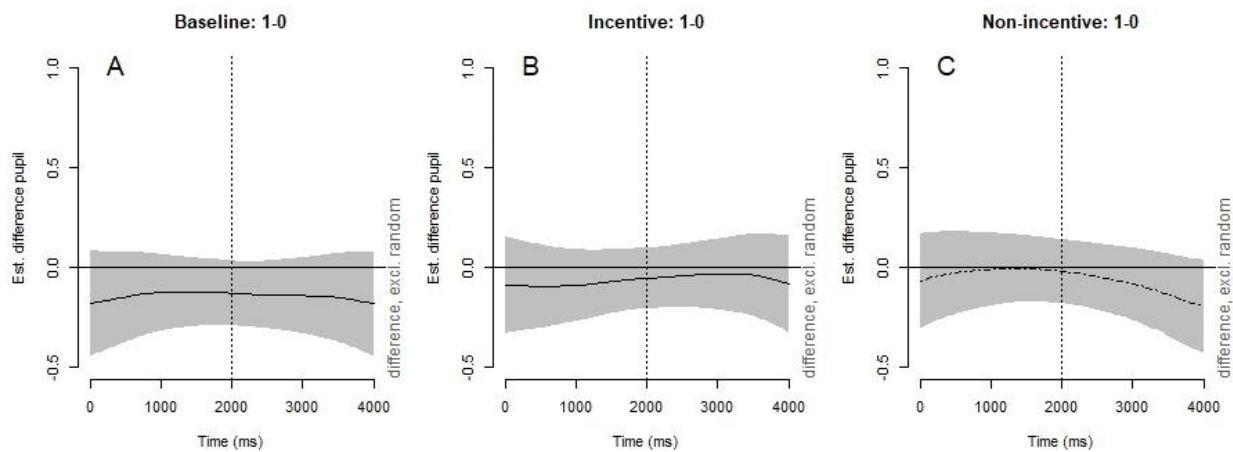 Baseline: 1-0
A
Est. difference pupil
1.0
0.5
0.0
-0.5
0 1000 2000 3000 4000
Time (ms)
difference, excl. random
Incentive: 1-0
B
Est. difference pupil
1.0
0.5
0.0
-0.5
0 1000 2000 3000 4000
Time (ms)
difference, excl. random
Non-incentive: 1-0
C
Est. difference pupil
1.0
0.5
0.0
-0.5
0 1000 2000 3000 4000
Time (ms)
difference, excl. random